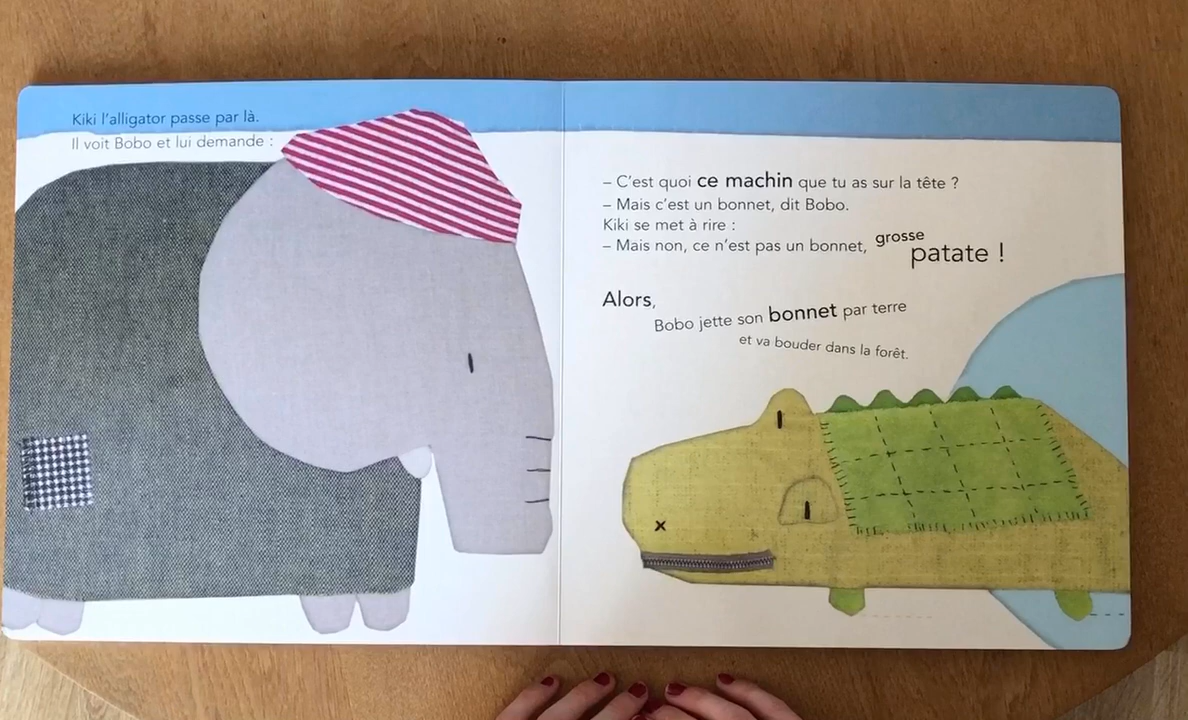 Kiki l'alligator passe par là.
Il voit Bobo et lui demande :
– C'est quoi ce machin que tu as sur la tête ?
– Mais c'est un bonnet, dit Bobo.
Kiki se met à rire :
– Mais non, ce n'est pas un bonnet, grosse patate !
Alors,
Bobo jette son bonnet par terre
et va bouder dans la forêt.